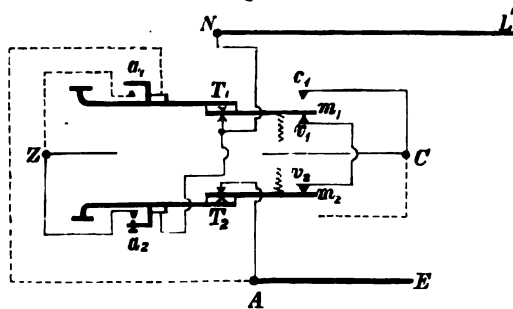 N L
a₁ T₁ c₁ m₁
v₁
Z C
v₂
a₂ T₂ m₂
A E